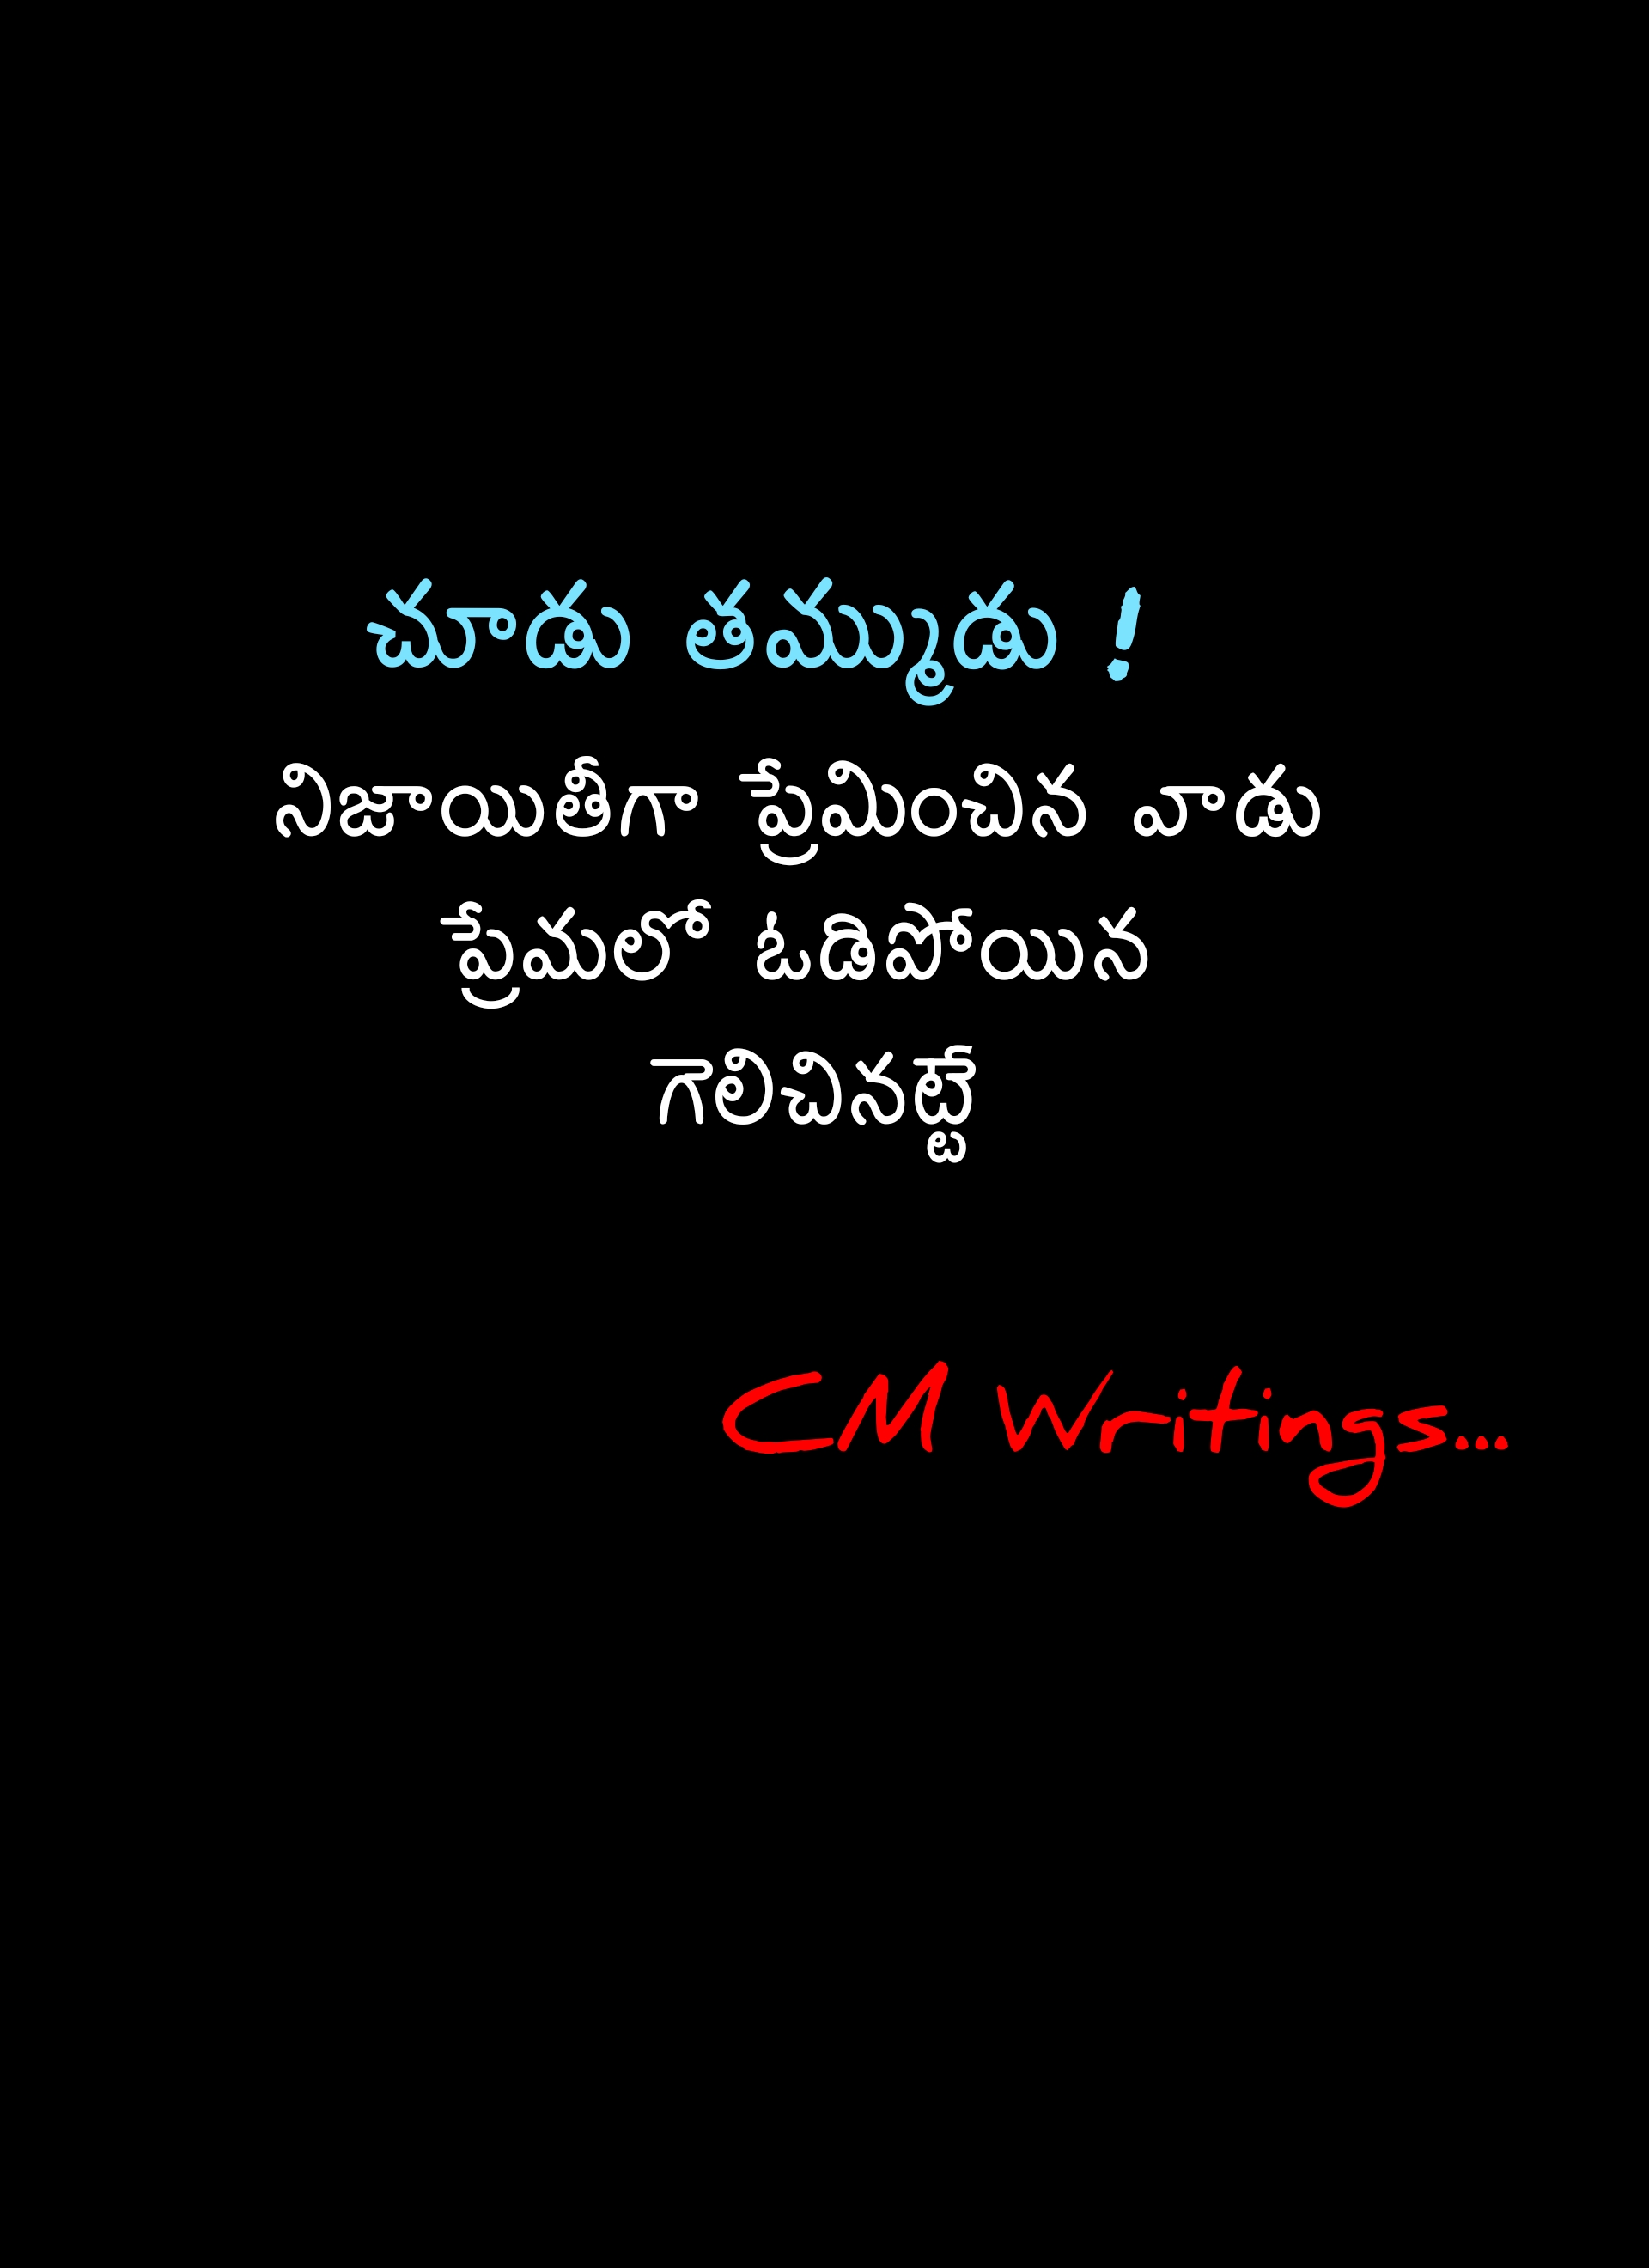 చూడు తమ్ముడు !
నిజాయితీగా ప్రేమించిన వాడు
ప్రేమలో ఓడిపోయిన
గెలిచినట్టే
CM Writings...